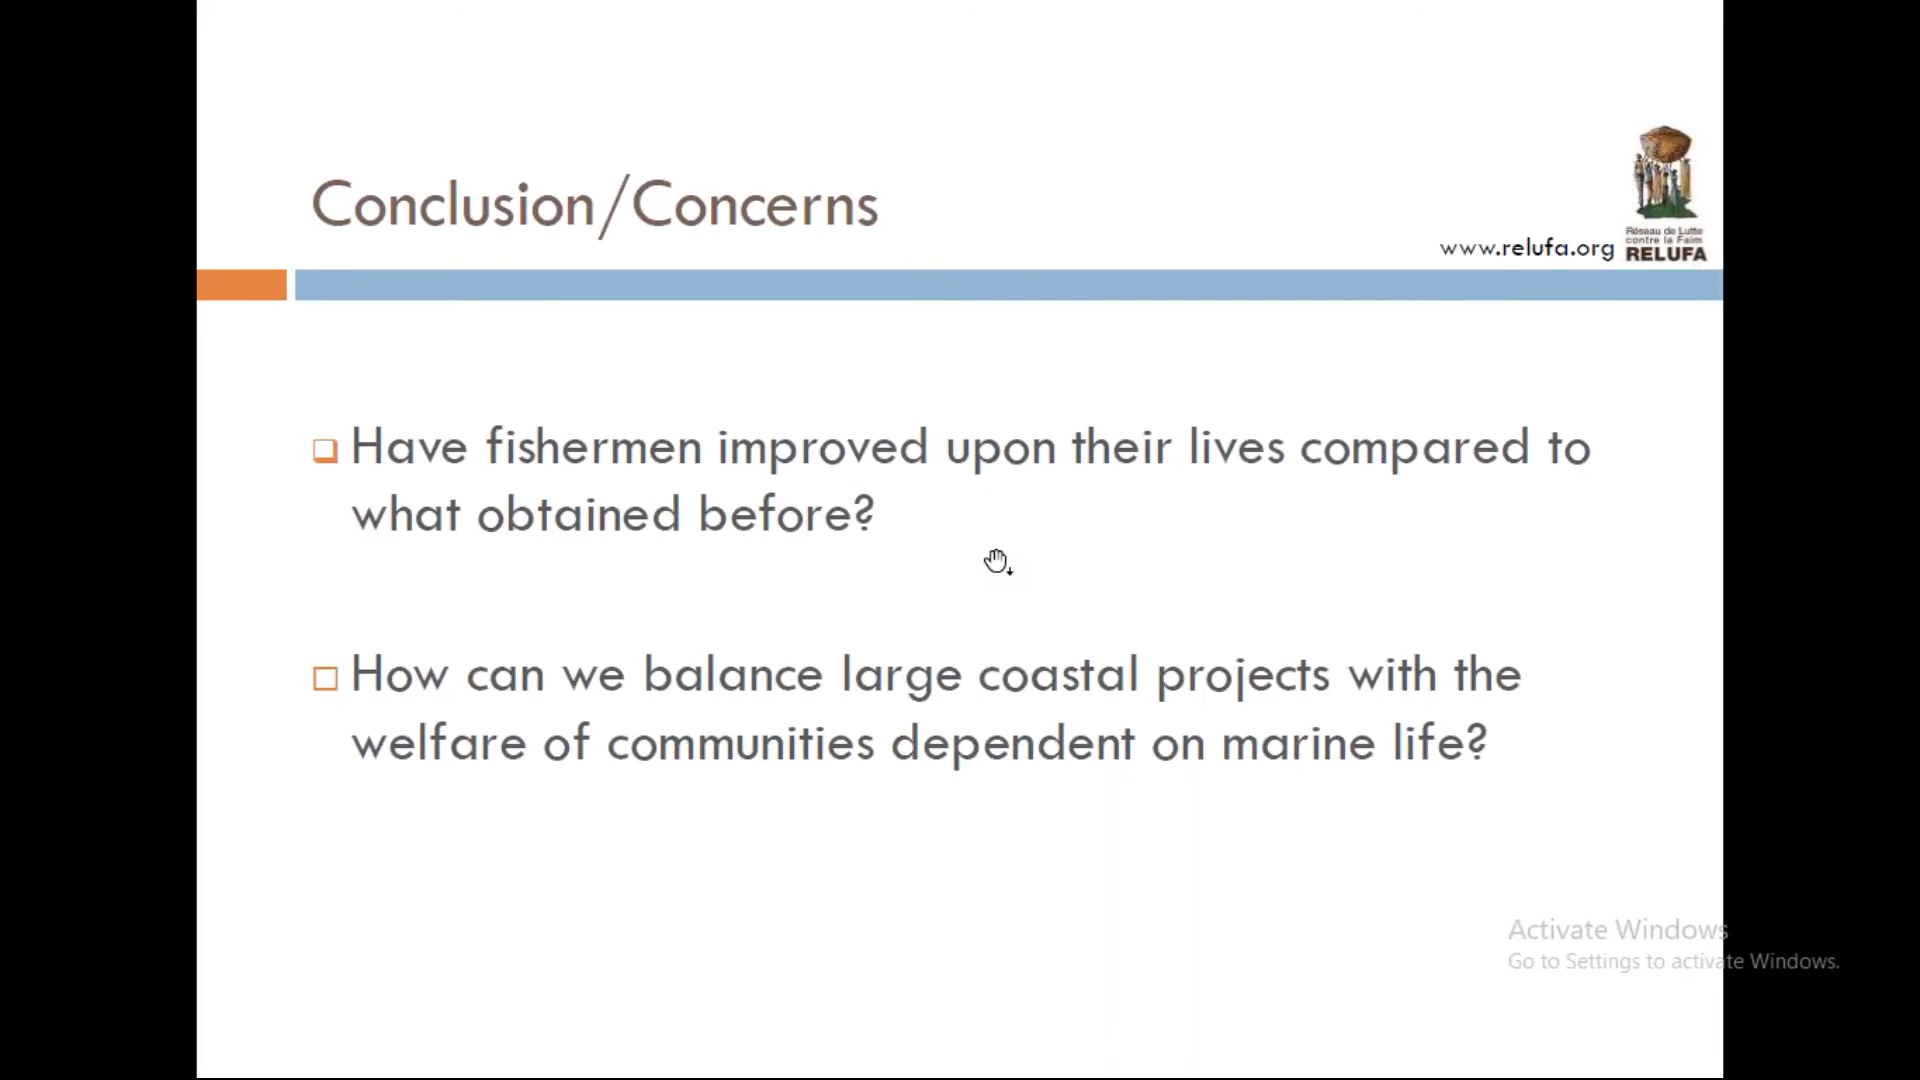 Conclusion/Concerns
www.relufa.org
Réseau de Lutte
contre la Faim
RELUFA
Have fishermen improved upon their lives compared to
what obtained before?
How can we balance large coastal projects with the
welfare of communities dependent on marine life?
Activate Windows
Go to Settings to activate Windows.